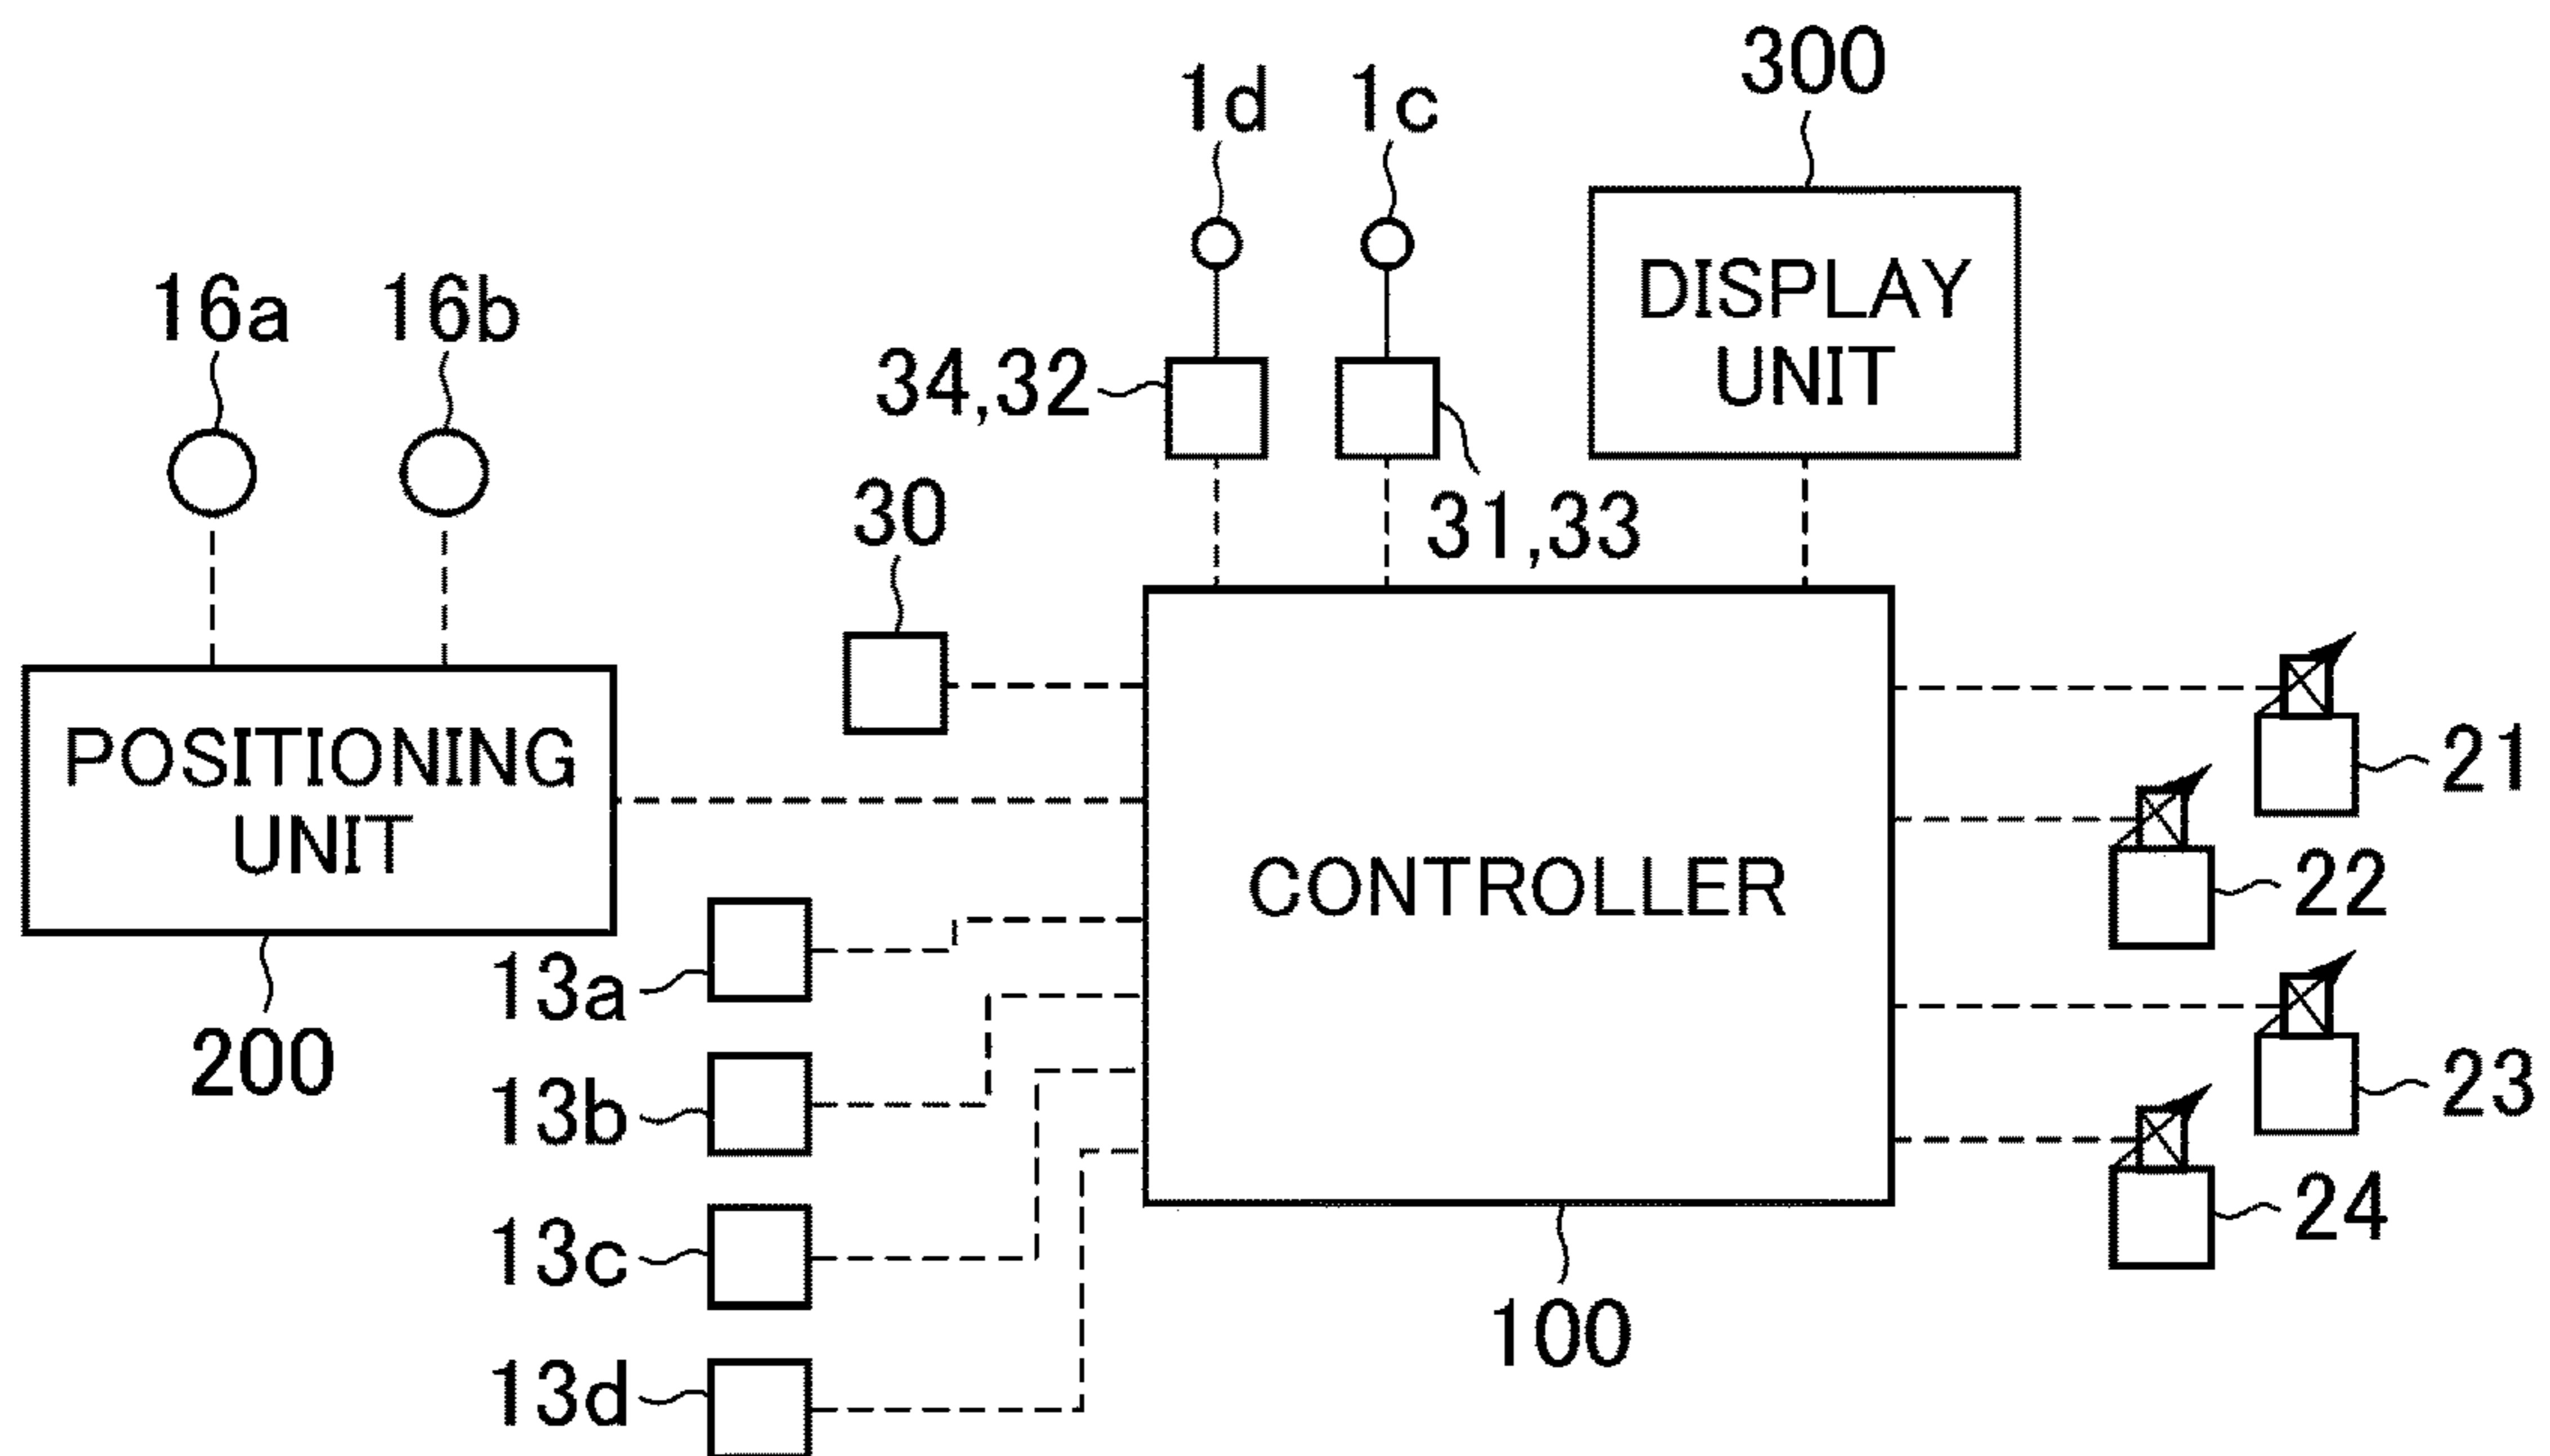 1d 1c 300
16a 16b
DISPLAY
UNIT
34,32
30
31,33
POSITIONING
UNIT
21
22
CONTROLLER
13a
200
13b
23
13c
24
100
13d